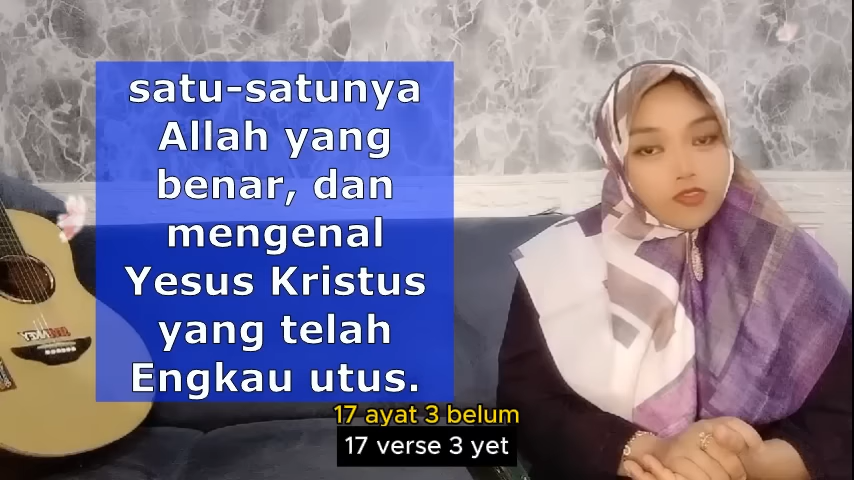 satu-satunya
Allah yang
benar, dan
mengenal
Yesus Kristus
yang telah
Engkau utus.
17 ayat 3 belum
17 verse 3 yet